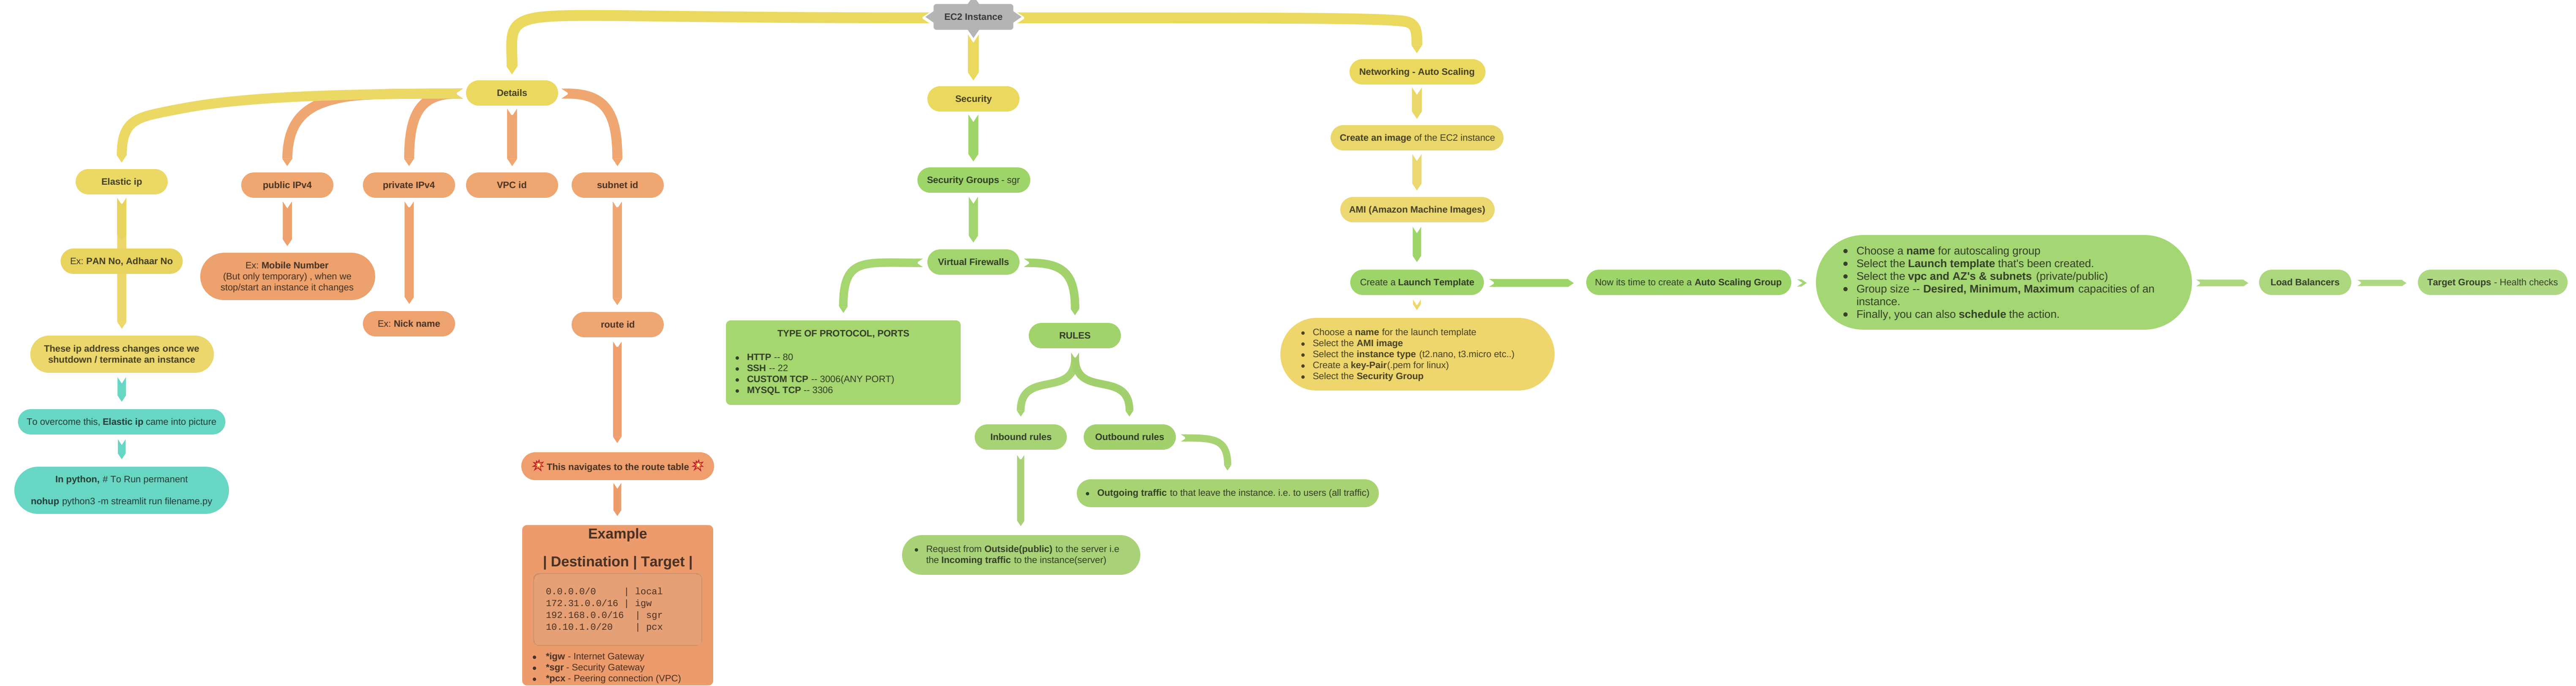 EC2 Instance
Details
Elastic ip
Ex: PAN No, Adhaar No
These ip address changes once we
shutdown / terminate an instance
To overcome this, Elastic ip came into picture
In python, # To Run permanent
nohup python3 -m streamlit run filename.py
public IPv4
Ex: Mobile Number
(But only temporary) , when we
stop/start an instance it changes
private IPv4
Ex: Nick name
VPC id
subnet id
route id
💥 This navigates to the route table 💥
Example
| Destination | Target |
0.0.0.0/0 | local
172.31.0.0/16 | igw
192.168.0.0/16 | sgr
10.10.1.0/20 | pcx
• *igw - Internet Gateway
• *sgr - Security Gateway
• *pcx - Peering connection (VPC)
Security
Security Groups - sgr
Virtual Firewalls
TYPE OF PROTOCOL, PORTS
• HTTP -- 80
• SSH -- 22
• CUSTOM TCP -- 3006(ANY PORT)
• MYSQL TCP -- 3306
RULES
Inbound rules
• Request from Outside(public) to the server i.e
the Incoming traffic to the instance(server)
Outbound rules
• Outgoing traffic to that leave the instance. i.e. to users (all traffic)
Networking - Auto Scaling
Create an image of the EC2 instance
AMI (Amazon Machine Images)
Create a Launch Template
• Choose a name for the launch template
• Select the AMI image
• Select the instance type (t2.nano, t3.micro etc..)
• Create a key-Pair(.pem for linux)
• Select the Security Group
Now its time to create a Auto Scaling Group
• Choose a name for autoscaling group
• Select the Launch template that's been created.
• Select the vpc and AZ's & subnets (private/public)
• Group size -- Desired, Minimum, Maximum capacities of an
instance.
• Finally, you can also schedule the action.
Load Balancers
Target Groups - Health checks